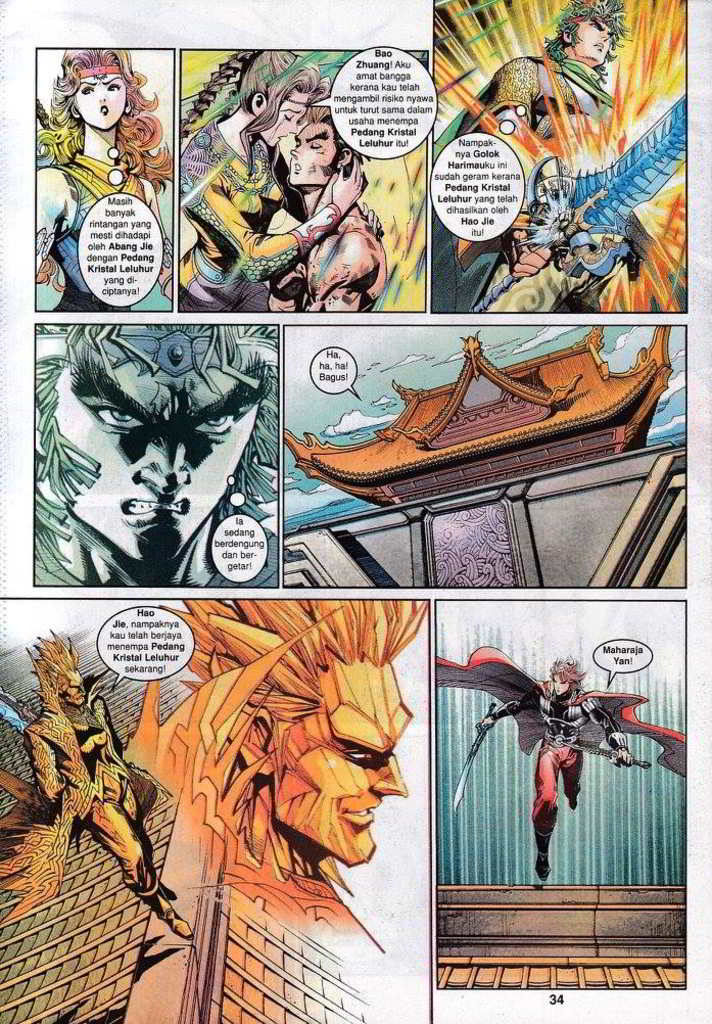 Masih
banyak
rintangan yang
mesti dihadapi
oleh Abang Jie
dengan Pedang
Kristal Leluhur
yang di-
ciptanya!
Bao
Zhuang! Aku
amat bangga
kerana kau telah
mengambil risiko nyawa
untuk turut sama dalam
usaha menempa
Pedang Kristal
Leluhur itu!
Nampak-
nya Golok
Harimauku ini
sudah geram kerana
Pedang Kristal
Leluhur yang telah
dihasilkan oleh
Hao Jie
itu!
Ia
sedang
berdengung
dan ber-
getar!
Ha,
ha, ha!
Bagus!
Hao
Jie, nampaknya
kau telah berjaya
menempa Pedang
Kristal Leluhur
sekarang!
Maharaja
Yan!
34